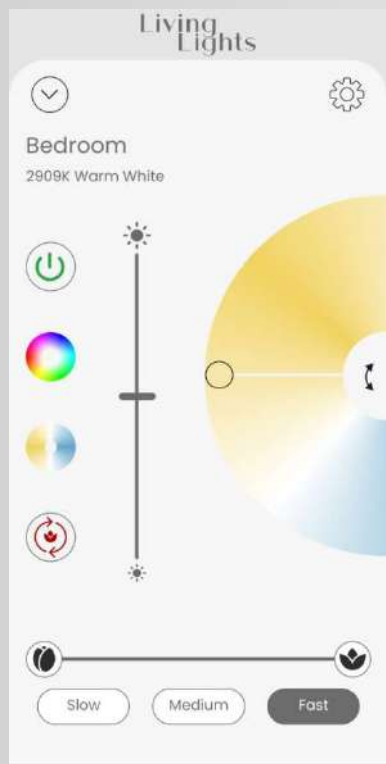 Living
Lights
Bedroom
2909K Warm White
Slow
Medium
Fast